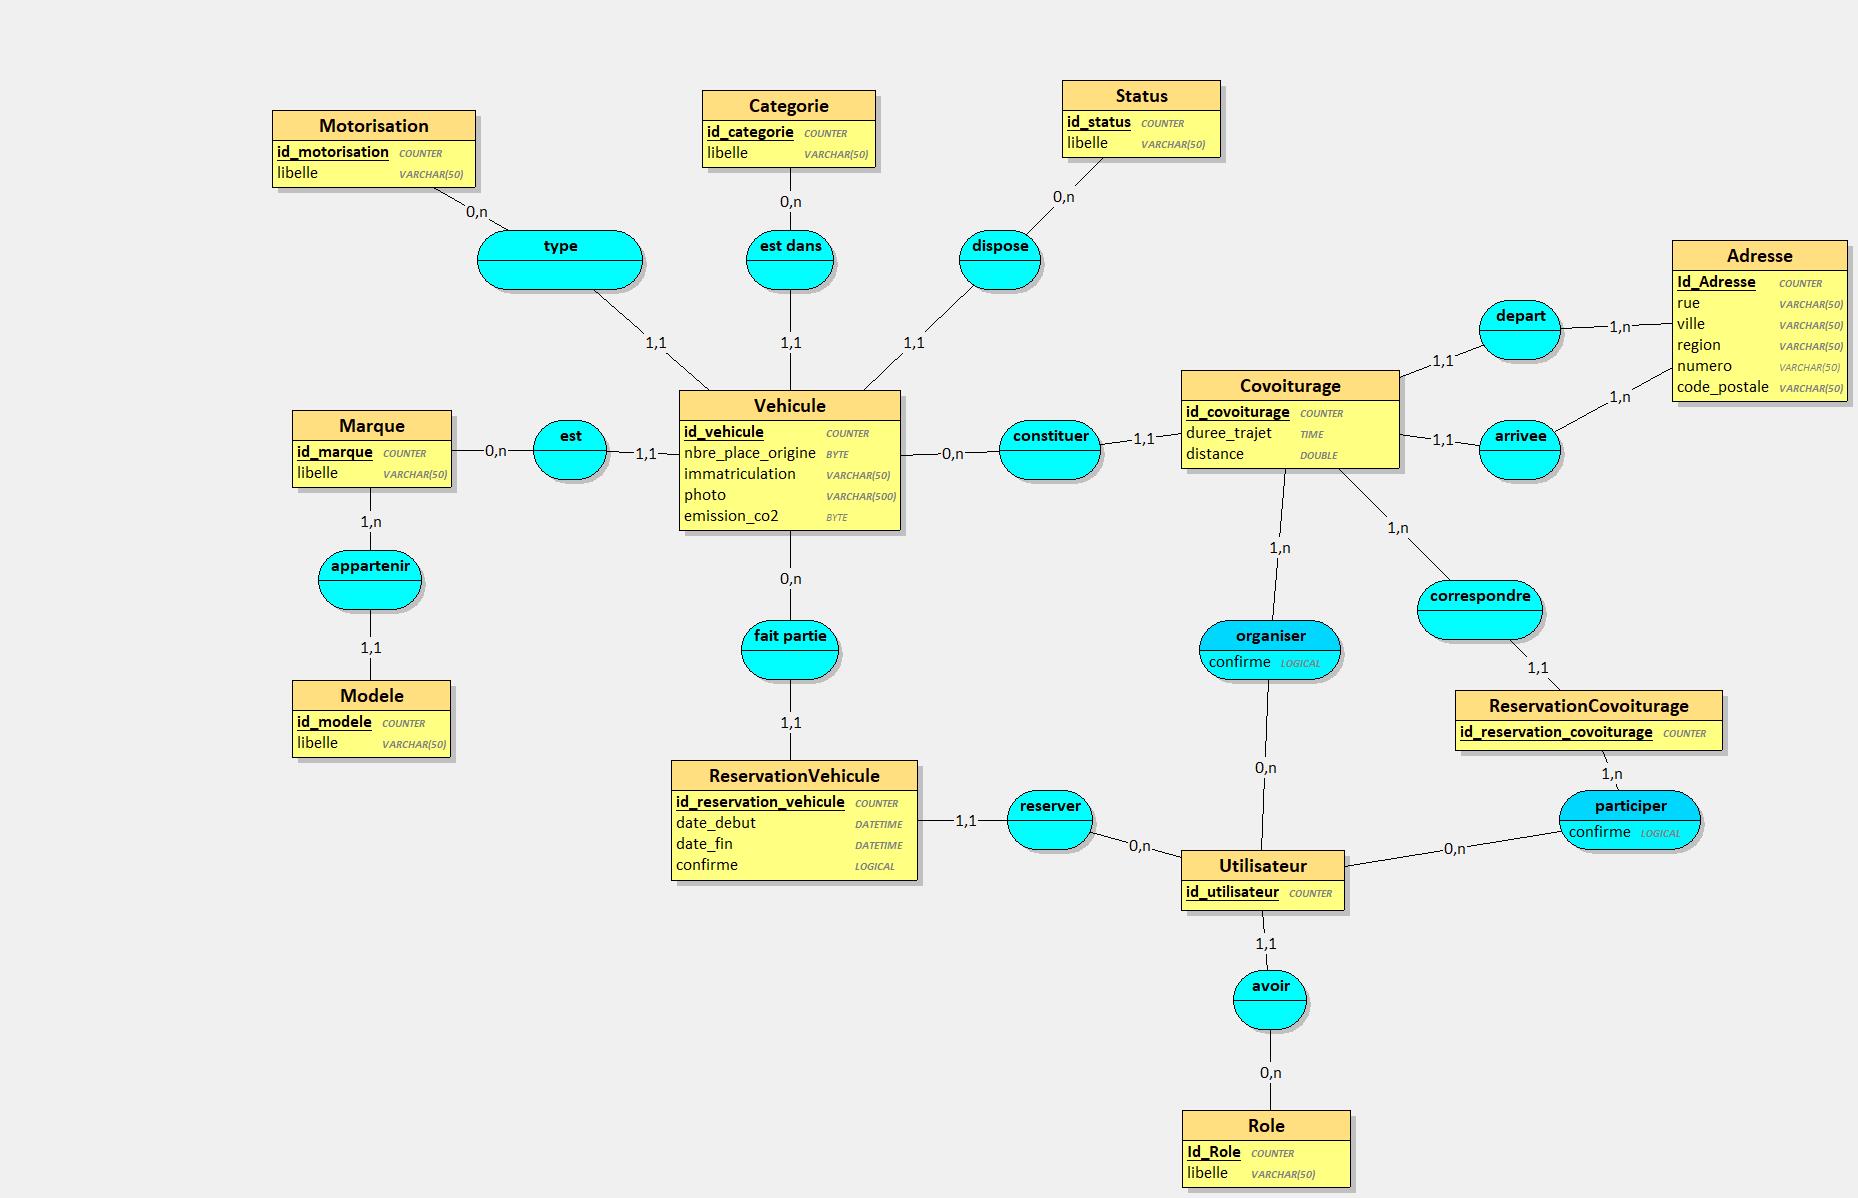 Status
id_status COUNTER
libelle VARCHAR(50)
Categorie
id_categorie COUNTER
libelle VARCHAR(50)
Motorisation
id_motorisation COUNTER
libelle VARCHAR(50)
0,n
0,n
0,n
type
est dans
dispose
1,1
1,1
1,1
Adresse
Id_Adresse COUNTER
rue VARCHAR(50)
ville VARCHAR(50)
region VARCHAR(50)
numero VARCHAR(50)
code_postale VARCHAR(50)
depart
1,n
1,1
1,n
arrivee
1,1
Covoiturage
id_covoiturage COUNTER
duree_trajet TIME
distance DOUBLE
Vehicule
id_vehicule COUNTER
nbre_place_origine BYTE
immatriculation VARCHAR(50)
photo VARCHAR(500)
emission_co2 BYTE
Marque
id_marque COUNTER
libelle VARCHAR(50)
0,n
est
1,1
0,n
constituer
1,1
1,n
appartenir
1,1
Modele
id_modele COUNTER
libelle VARCHAR(50)
0,n
fait partie
1,1
1,n
organiser
confirme LOGICAL
0,n
1,n
correspondre
1,1
ReservationCovoiturage
id_reservation_covoiturage COUNTER
1,n
participer
confirme LOGICAL
0,n
ReservationVehicule
id_reservation_vehicule COUNTER
date_debut DATETIME
date_fin DATETIME
confirme LOGICAL
1,1
reserver
0,n
Utilisateur
id_utilisateur COUNTER
1,1
avoir
0,n
Role
Id_Role COUNTER
libelle VARCHAR(50)